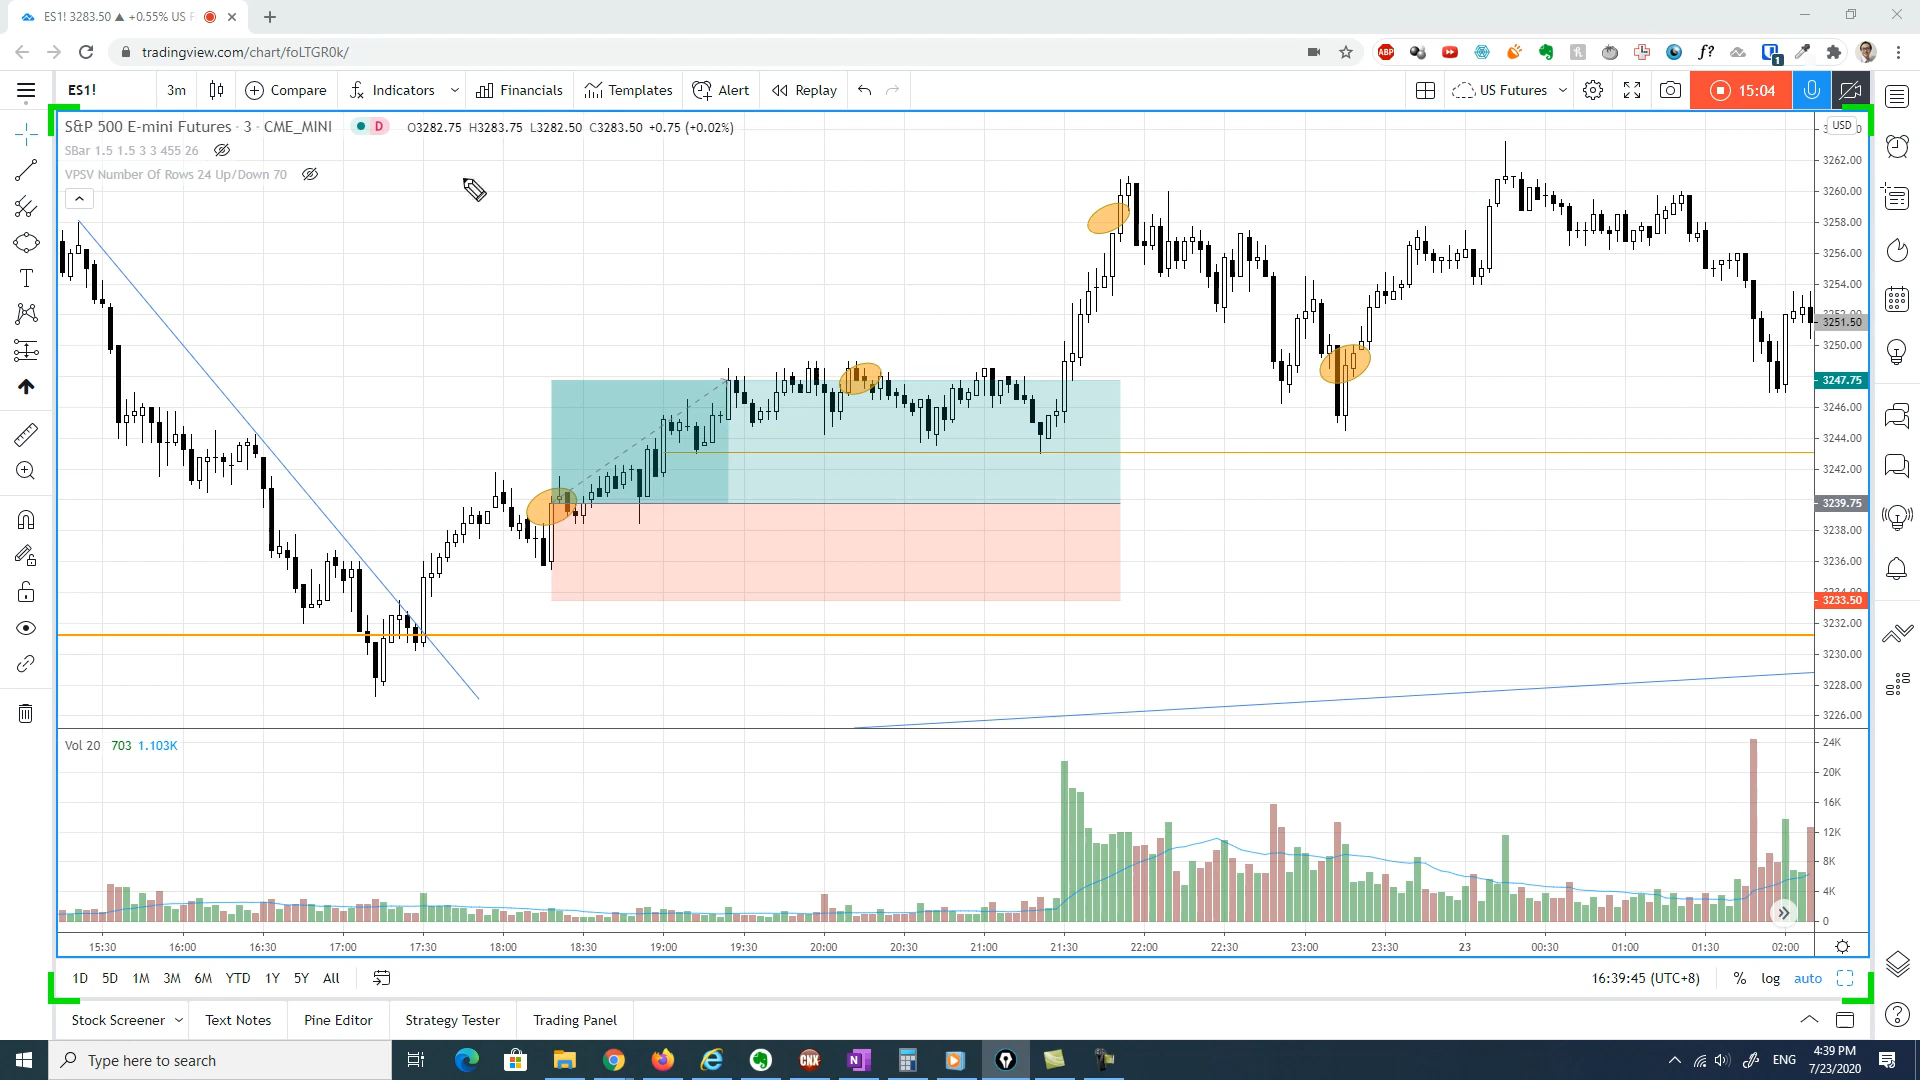 ES1! 3283.50 ▲ +0.55% US F
tradingview.com/chart/foLTGR0k/
ABP
f?
1
ES1! 3m Compare Indicators Financials Templates Alert Replay US Futures 15:04
S&P 500 E-mini Futures · 3 · CME_MINI D O3282.75 H3283.75 L3282.50 C3283.50 +0.75 (+0.02%)
SBar 1.5 1.5 3 3 455 26
VPSV Number Of Rows 24 Up/Down 70
USD
3262.00
3260.00
3258.00
3256.00
3254.00
3252.00
3251.50
3250.00
3247.75
3246.00
3244.00
3242.00
3239.75
3238.00
3236.00
3234.00
3233.50
3232.00
3230.00
3228.00
3226.00
Vol 20 703 1.103K
24K
20K
16K
12K
8K
4K
0
15:30 16:00 16:30 17:00 17:30 18:00 18:30 19:00 19:30 20:00 20:30 21:00 21:30 22:00 22:30 23:00 23:30 23 00:30 01:00 01:30 02:00
1D 5D 1M 3M 6M YTD 1Y 5Y All 16:39:45 (UTC+8) % log auto
Stock Screener Text Notes Pine Editor Strategy Tester Trading Panel
Type here to search
CNX
N
ENG
4:39 PM
7/23/2020